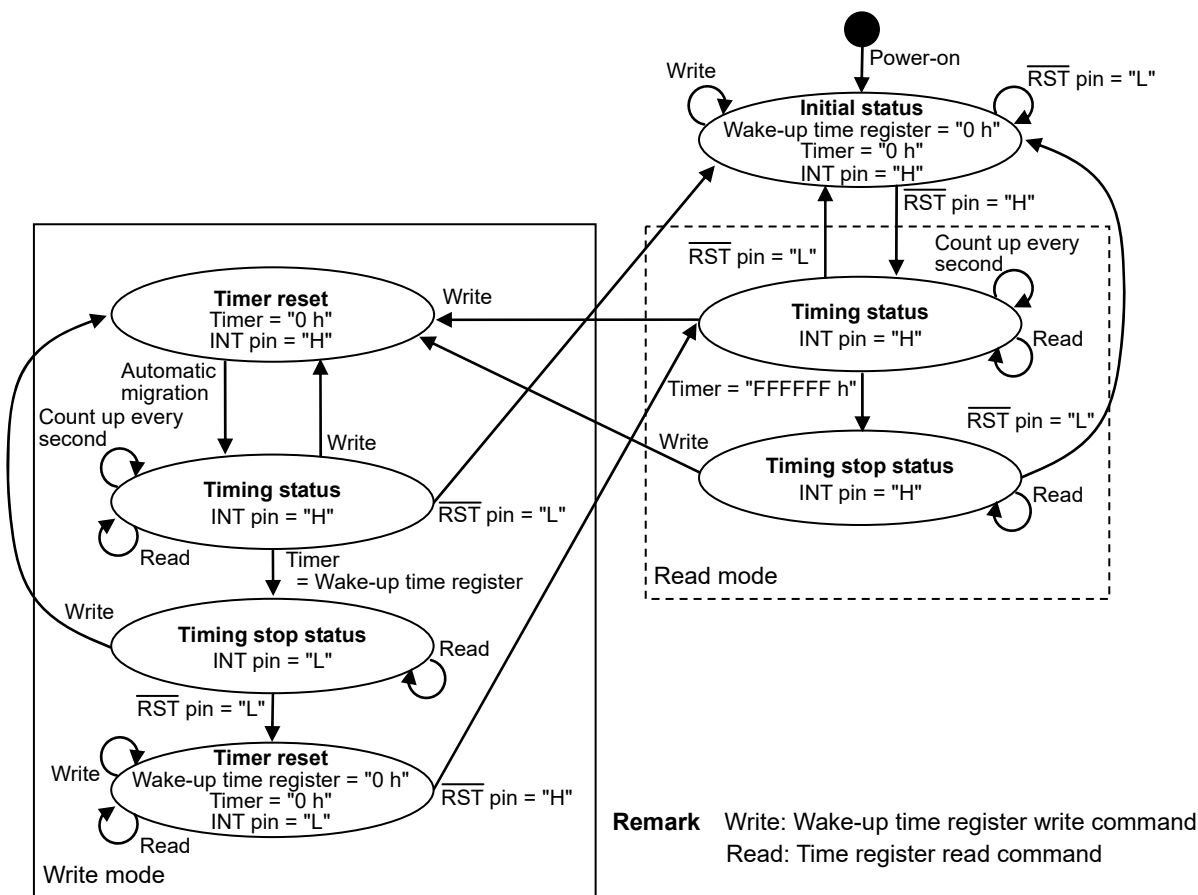 Power-on
Write
RST pin = "L"
Initial status
Wake-up time register = "0 h"
Timer = "0 h"
INT pin = "H"
RST pin = "H"
RST pin = "L"
Count up every
second
Timing status
INT pin = "H"
Read
Timer = "FFFFFF h"
RST pin = "L"
Timing stop status
INT pin = "H"
Read
Write
Write
Read mode
Timer reset
Timer = "0 h"
INT pin = "H"
Automatic
migration
Count up every
second
Write
Timing status
INT pin = "H"
RST pin = "L"
Read
Timer
= Wake-up time register
Write
Timing stop status
INT pin = "L"
Read
RST pin = "L"
Timer reset
Wake-up time register = "0 h"
Timer = "0 h"
INT pin = "L"
Write
Read
RST pin = "H"
Write mode
Remark Write: Wake-up time register write command
Read: Time register read command